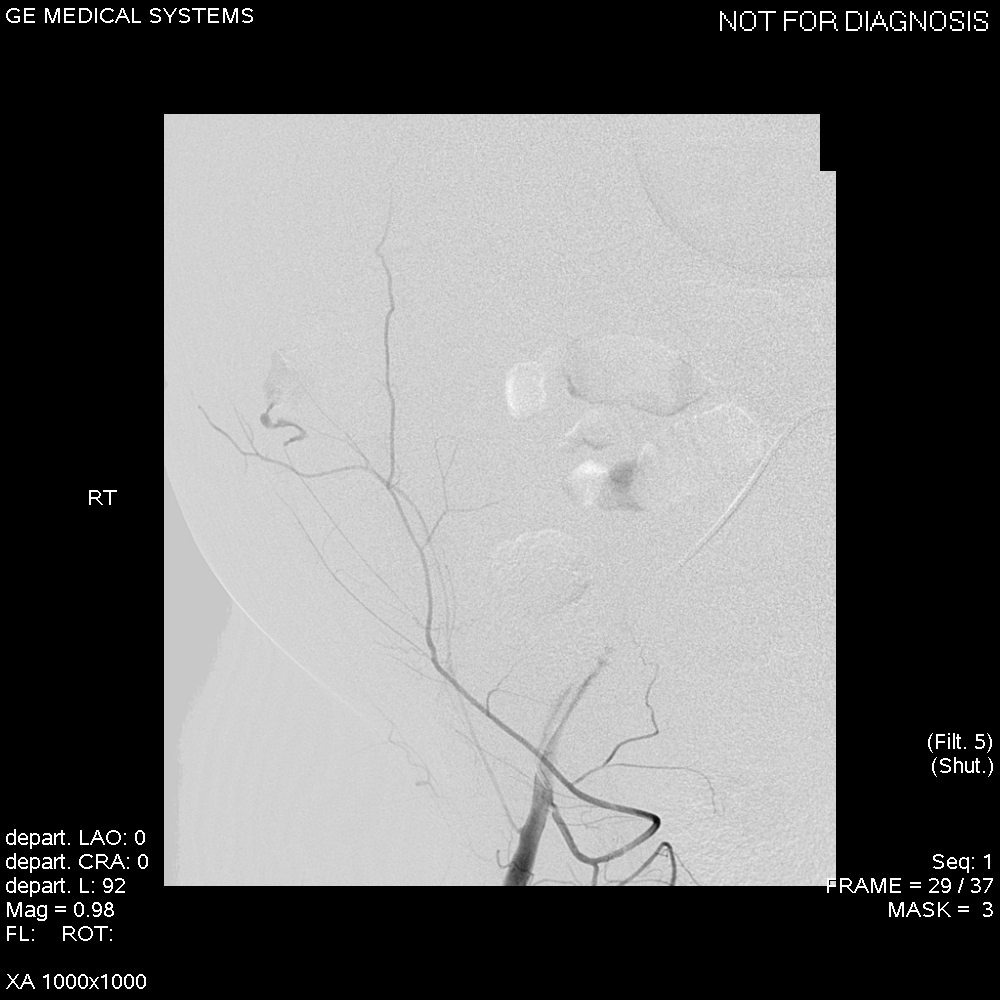 GE MEDICAL SYSTEMS
NOT FOR DIAGNOSIS
RT
(Filt. 5)
(Shut.)
depart. LAO: 0
depart. CRA: 0
depart. L: 92
Mag = 0.98
FL: ROT:
Seq: 1
FRAME = 29 / 37
MASK = 3
XA 1000x1000